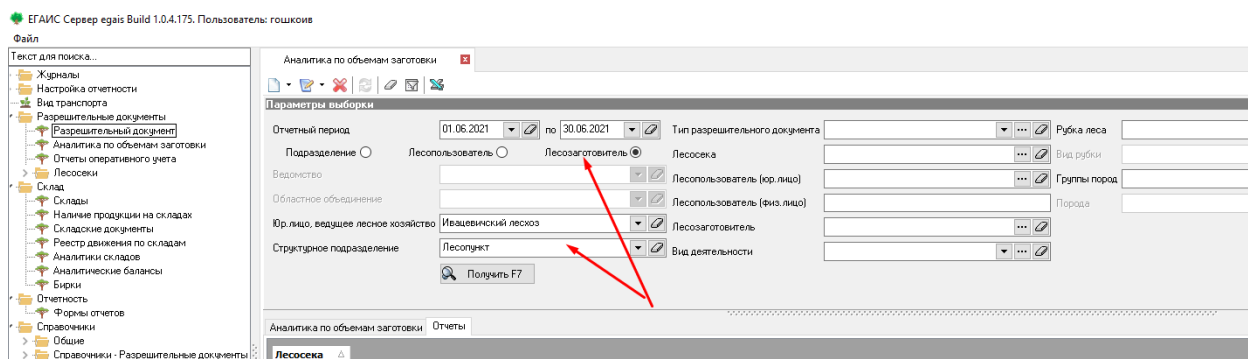 ЕГАИС Сервер egais Build 1.0.4.175. Пользователь: гошкоив
Файл
Текст для поиска...
Журналы
Настройка отчетности
Вид транспорта
Разрешительные документы
Разрешительный документ
Аналитика по объемам заготовки
Отчеты оперативного учета
Лесосеки
Склад
Склады
Наличие продукции на складах
Складские документы
Реестр движения по складам
Аналитики складов
Аналитические балансы
Бирки
Отчетность
Формы отчетов
Справочники
Общие
Справочники - Разрешительные документы
Аналитика по объемам заготовки
Параметры выборки
Отчетный период 01.06.2021 по 30.06.2021 Тип разрешительного документа Рубка леса
Подразделение Лесопользователь Лесозаготовитель Лесосека Вид рубки
Ведомство Лесопользователь (юр.лицо) Группы пород
Областное объединение Лесопользователь (физ.лицо) Порода
Юр.лицо, ведущее лесное хозяйство Ивацевичский лесхоз Лесозаготовитель
Структурное подразделение Лесопункт Вид деятельности
Получить F7
Аналитика по объемам заготовки Отчеты
Лесосека